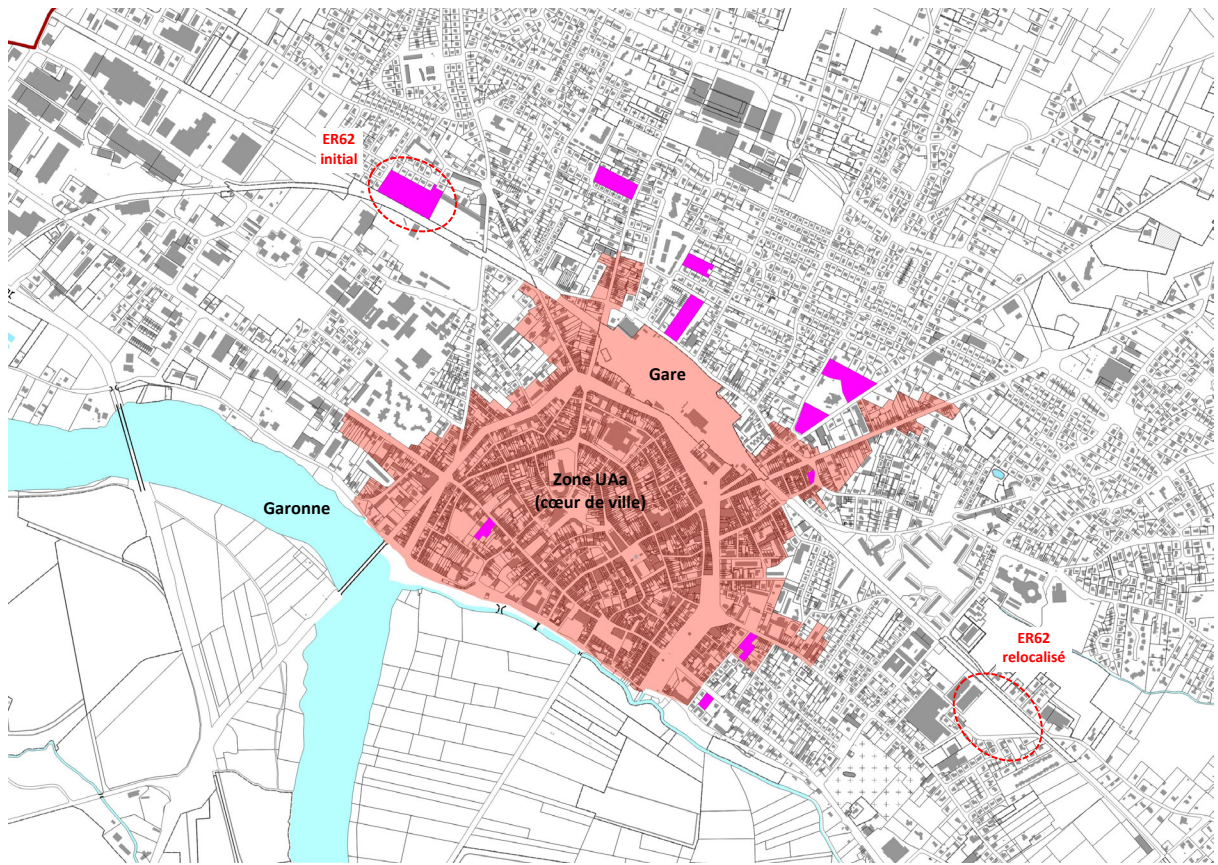 ER62
initial
Gare
Zone UAa
(cœur de ville)
Garonne
ER62
relocalisé